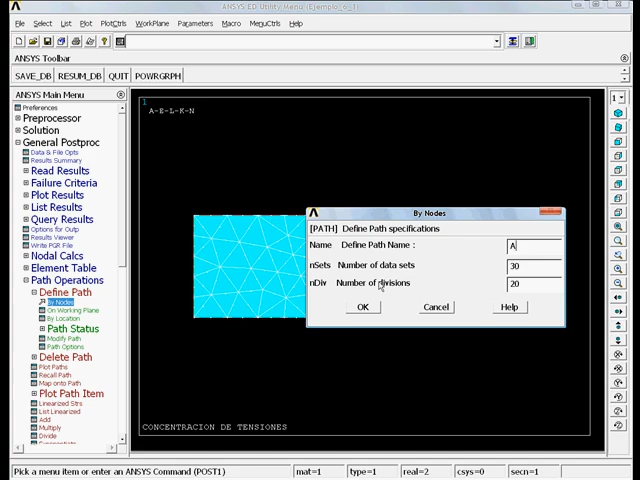 ANSYS ED Utility Menu (Ejemplo_6_1)
File Select List Plot PlotCtrls WorkPlane Parameters Macro MenuCtrls Help
ANSYS Toolbar
SAVE_DB RESUM_DB QUIT POWRGRPH
ANSYS Main Menu
Preferences
Preprocessor
Solution
General Postproc
Data & File Opts
Results Summary
Read Results
Failure Criteria
Plot Results
List Results
Query Results
Options for Outp
Results Viewer
Write PGR File
Nodal Calcs
Element Table
Path Operations
Define Path
By Nodes
On Working Plane
By Location
Path Status
Modify Path
Path Options
Delete Path
Plot Paths
Recall Path
Map onto Path
Plot Path Item
Linearized Strs
List Linearized
Add
Multiply
Divide
1
A-E-L-K-N
By Nodes
[PATH] Define Path specifications
Name Define Path Name : A
nSets Number of data sets 30
nDiv Number of divisions 20
OK Cancel Help
CONCENTRACION DE TENSIONES
1
Pick a menu item or enter an ANSYS Command (POST1) mat=1 type=1 real=2 csys=0 secn=1